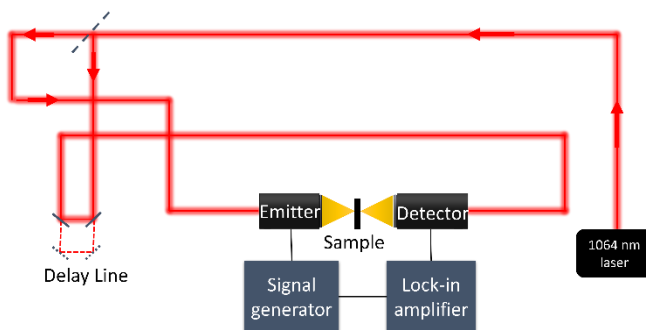 Emitter
Detector
Sample
1064 nm
laser
Delay Line
Signal
generator
Lock-in
amplifier